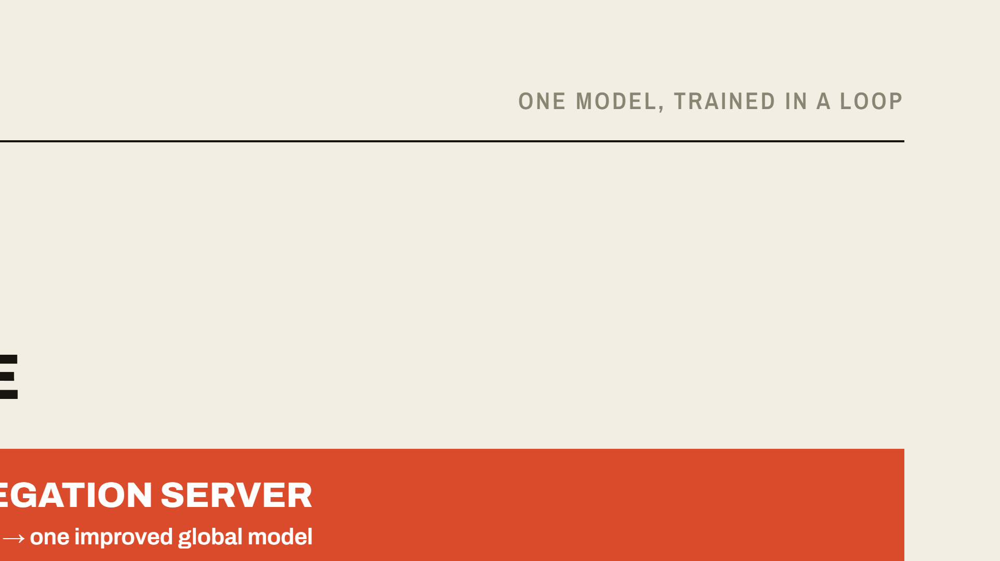 ONE MODEL, TRAINED IN A LOOP
E
EGATION SERVER
→ one improved global model